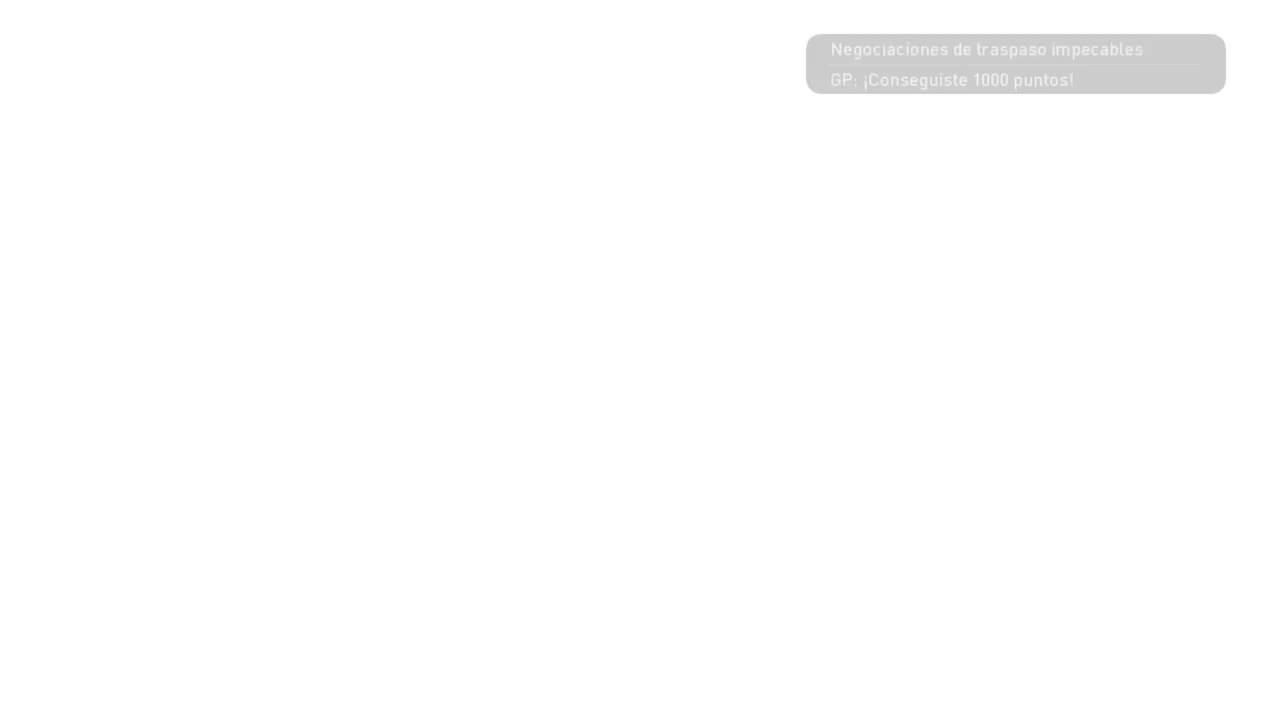 Negociaciones de traspaso impecables
GP: ¡Conseguiste 1000 puntos!